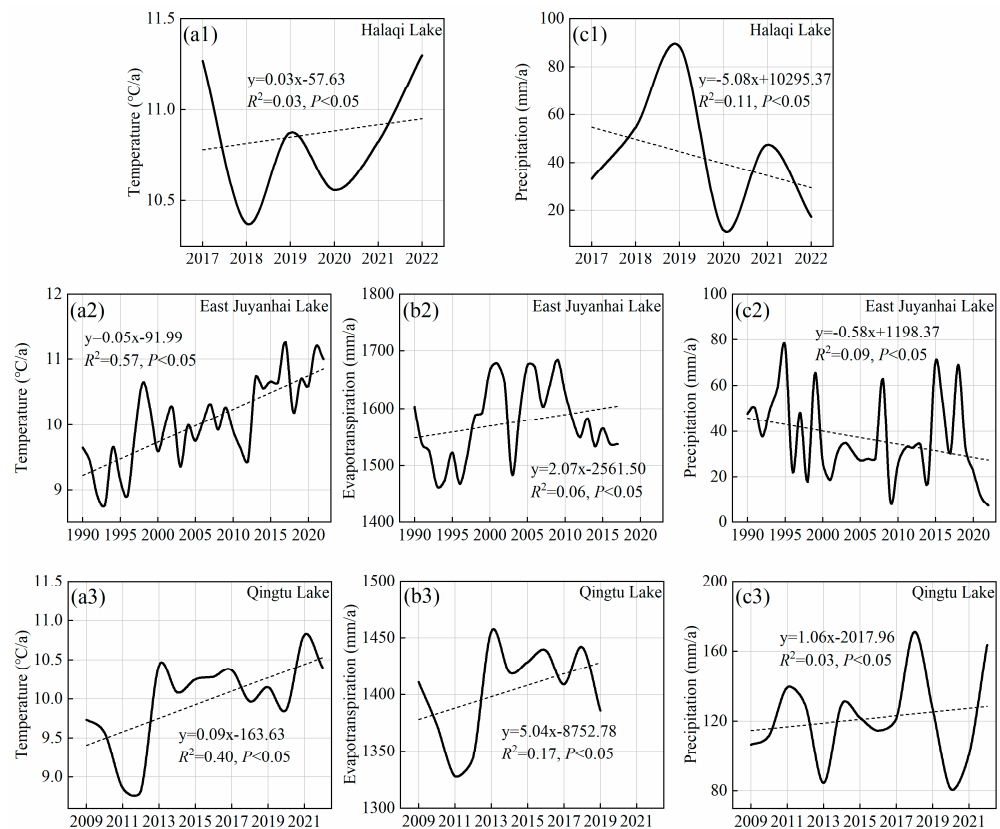 (a1)
Halaqi Lake
y=0.03x-57.63
R²=0.03, P<0.05
Temperature (℃/a)
11.5
11.0
10.5
2017 2018 2019 2020 2021 2022
(c1)
Halaqi Lake
y=-5.08x+10295.37
R²=0.11, P<0.05
Precipitation (mm/a)
100
80
60
40
20
2017 2018 2019 2020 2021 2022
(a2)
East Juyanhai Lake
y=0.05x-91.99
R²=0.57, P<0.05
Temperature (℃/a)
12
11
10
9
1990 1995 2000 2005 2010 2015 2020
(b2)
East Juyanhai Lake
y=2.07x-2561.50
R²=0.06, P<0.05
Evapotranspiration (mm/a)
1800
1700
1600
1500
1400
1990 1995 2000 2005 2010 2015 2020
(c2)
East Juyanhai Lake
y=-0.58x+1198.37
R²=0.09, P<0.05
Precipitation (mm/a)
100
80
60
40
20
0
1990 1995 2000 2005 2010 2015 2020
(a3)
Qingtu Lake
y=0.09x-163.63
R²=0.40, P<0.05
Temperature (℃/a)
11.5
11.0
10.5
10.0
9.5
9.0
2009 2011 2013 2015 2017 2019 2021
(b3)
Qingtu Lake
y=5.04x-8752.78
R²=0.17, P<0.05
Evapotranspiration (mm/a)
1500
1450
1400
1350
1300
2009 2011 2013 2015 2017 2019 2021
(c3)
Qingtu Lake
y=1.06x-2017.96
R²=0.03, P<0.05
Precipitation (mm/a)
200
160
120
80
2009 2011 2013 2015 2017 2019 2021